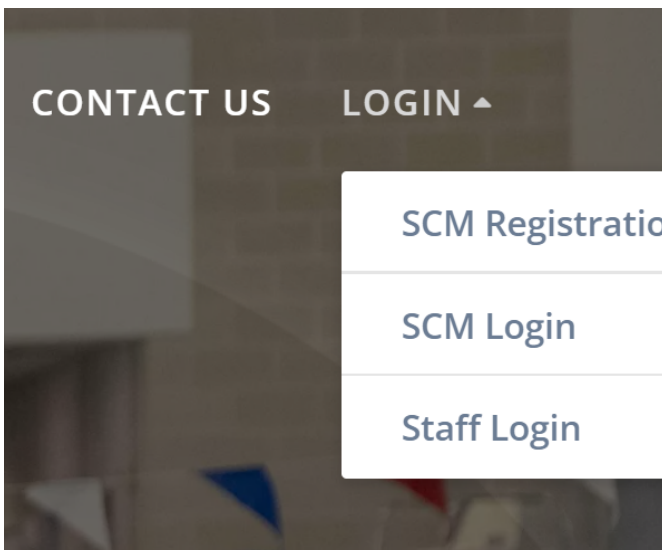 CONTACT US
LOGIN
SCM Registratio
SCM Login
Staff Login